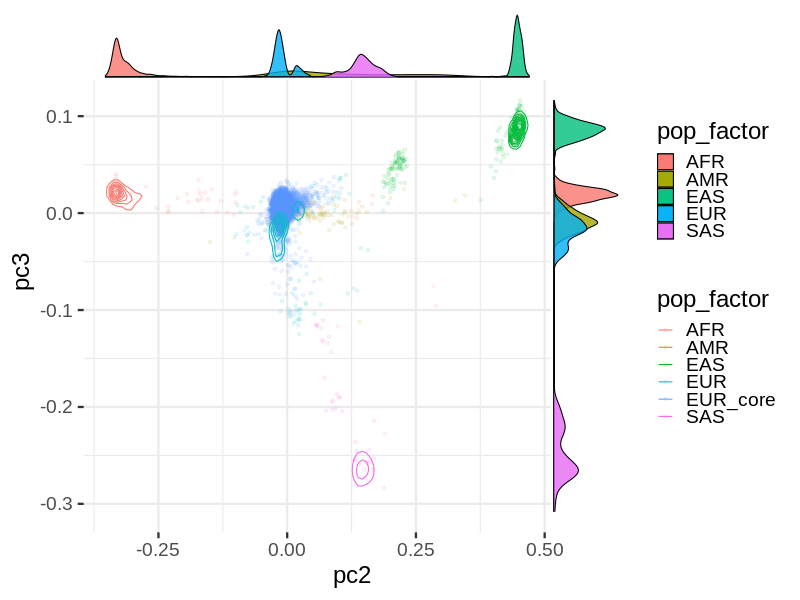 pop_factor
AFR
AMR
EAS
EUR
SAS
pop_factor
AFR
AMR
EAS
EUR
EUR_core
SAS
pc3
0.1
0.0
-0.1
-0.2
-0.3
-0.25
0.00
0.25
0.50
pc2